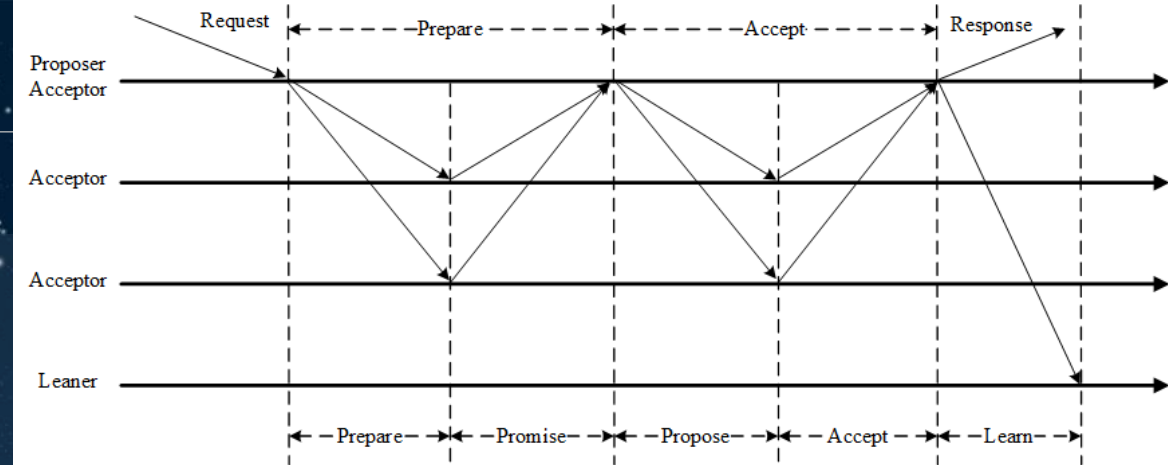 Request
Prepare
Accept
Response
Proposer
Acceptor
Acceptor
Acceptor
Leaner
Prepare
Promise
Propose
Accept
Learn